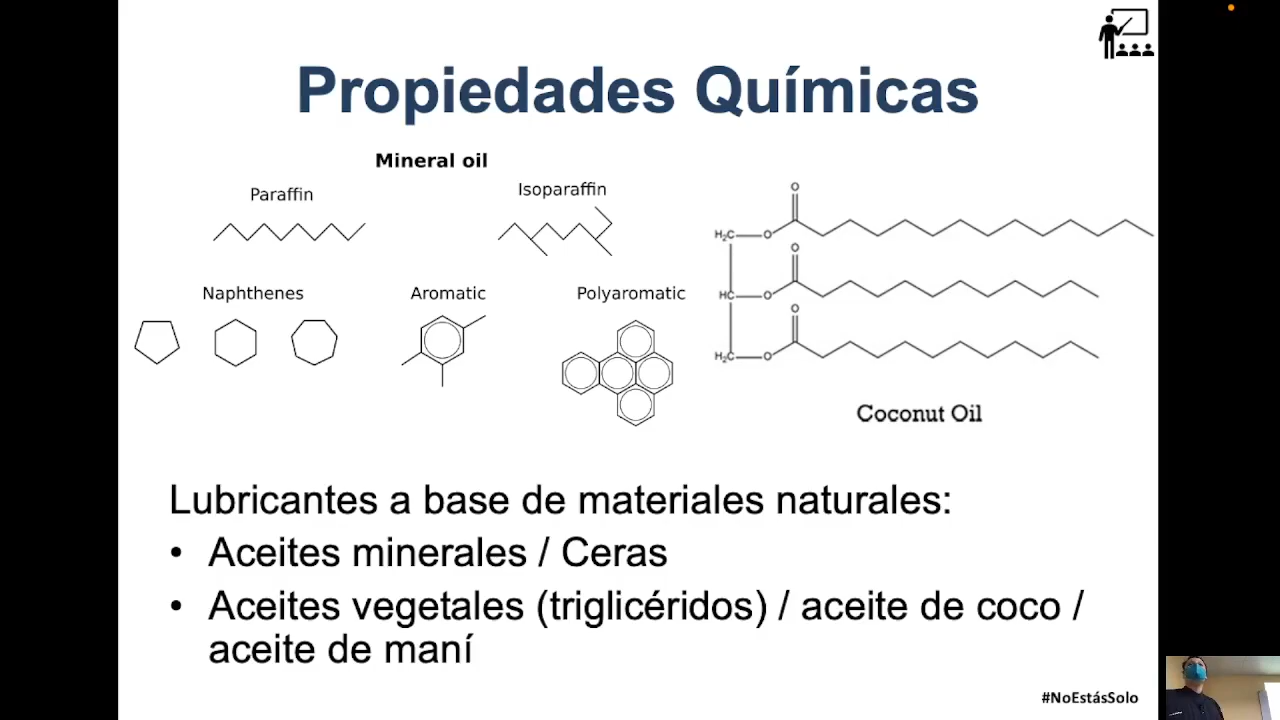 Propiedades Químicas
Mineral oil
Paraffin
Isoparaffin
Naphthenes
Aromatic
Polyaromatic
O
H₂C
O
O
HC
O
O
H₂C
O
Coconut Oil
Lubricantes a base de materiales naturales:
• Aceites minerales / Ceras
• Aceites vegetales (triglicéridos) / aceite de coco /
aceite de maní
#NoEstásSolo